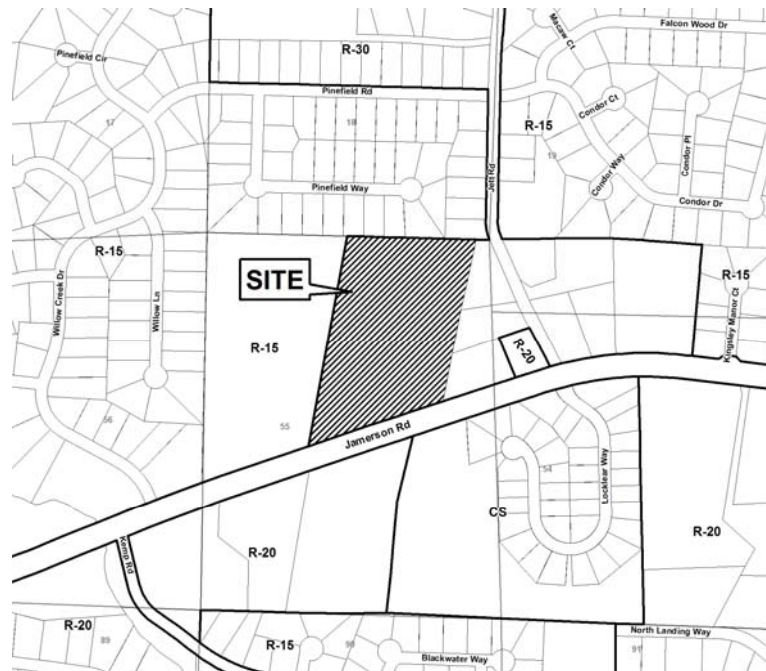 Macaw Ct
Falcon Wood Dr
R-30
Pinefield Cir
Pinefield Rd
Condor Ct
17
18
R-15
19
Condor Pl
Jett Rd
Condor Way
Pinefield Way
Condor Dr
R-15
SITE
R-15
Willow Creek Dr
Willow Ln
Kingsley Manor Ct
R-15
R-20
56
55
Jamerson Rd
54
Locklear Way
CS
R-20
R-20
Kemp Rd
R-20
89
R-15
90
Blackwater Way
North Landing Way
91